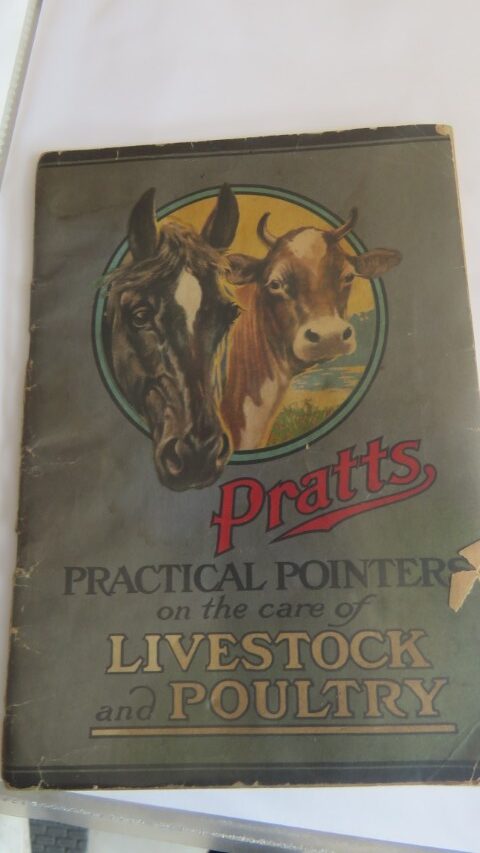 Pratts
PRACTICAL POINTERS
on the care of
LIVESTOCK
and POULTRY